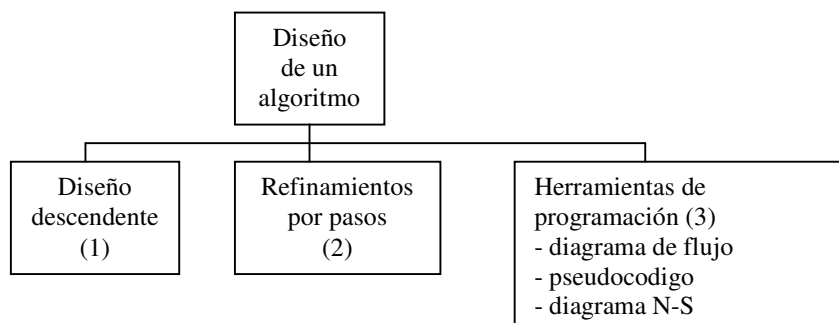 Diseño
de un
algoritmo
Diseño
descendente
(1)
Refinamientos
por pasos
(2)
Herramientas de
programación (3)
- diagrama de flujo
- pseudocodigo
- diagrama N-S